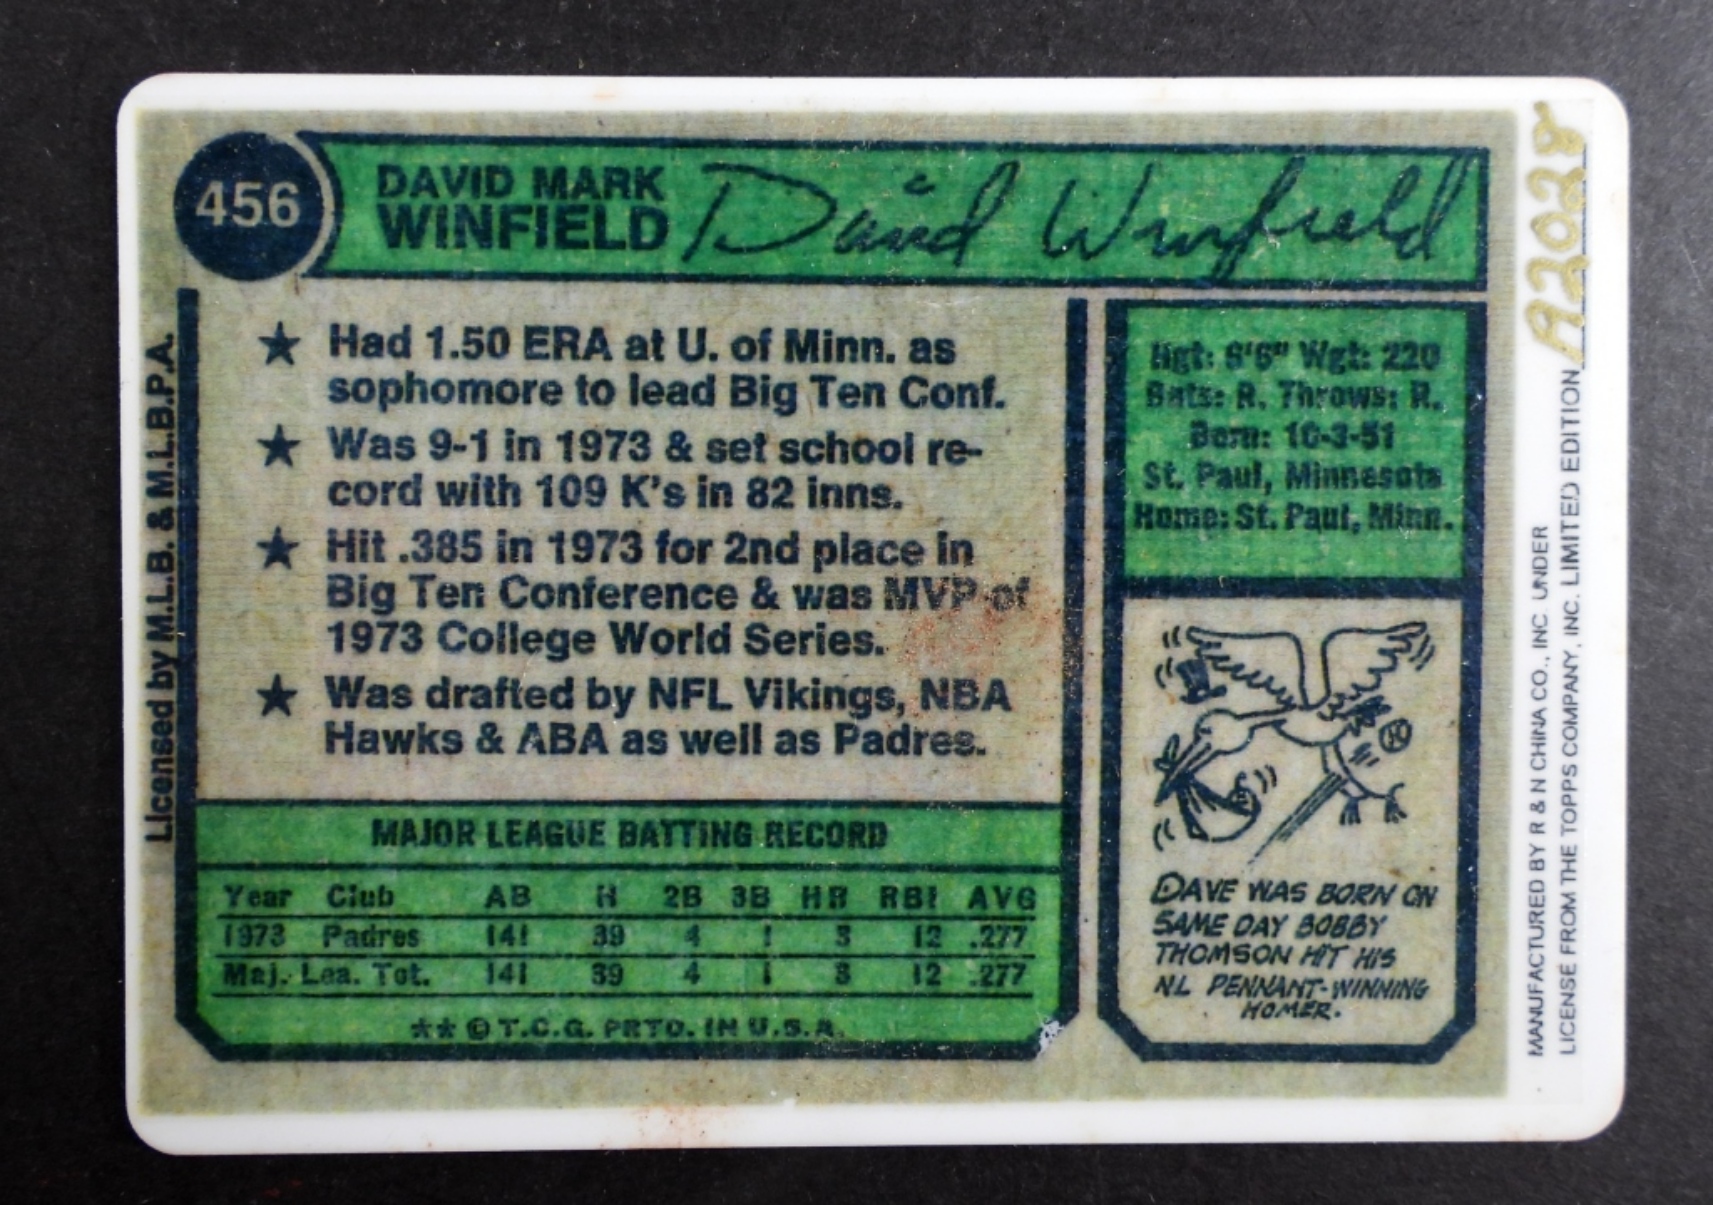 456
DAVID MARK
WINFIELD
David Winfield
Licensed by M.L.B. & M.L.B.P.A.
★ Had 1.50 ERA at U. of Minn. as
sophomore to lead Big Ten Conf.
★ Was 9-1 in 1973 & set school re-
cord with 109 K's in 82 inns.
★ Hit .385 in 1973 for 2nd place in
Big Ten Conference & was MVP of
1973 College World Series.
★ Was drafted by NFL Vikings, NBA
Hawks & ABA as well as Padres.
MAJOR LEAGUE BATTING RECORD
Year Club AB H 2B 3B HR RBI AVG
1973 Padres 141 39 4 1 3 12 .277
Maj. Lea. Tot. 141 39 4 1 3 12 .277
** © T.C.G. PRTD. IN U.S.A.
Hgt: 6'6" Wgt: 220
Bats: R. Throws: R.
Born: 10-3-51
St. Paul, Minnesota
Home: St. Paul, Minn.
DAVE WAS BORN ON
SAME DAY BOBBY
THOMSON HIT HIS
NL PENNANT-WINNING
HOMER.
MANUFACTURED BY R & N CHINA CO., INC. UNDER
LICENSE FROM THE TOPPS COMPANY, INC. LIMITED EDITION A2028